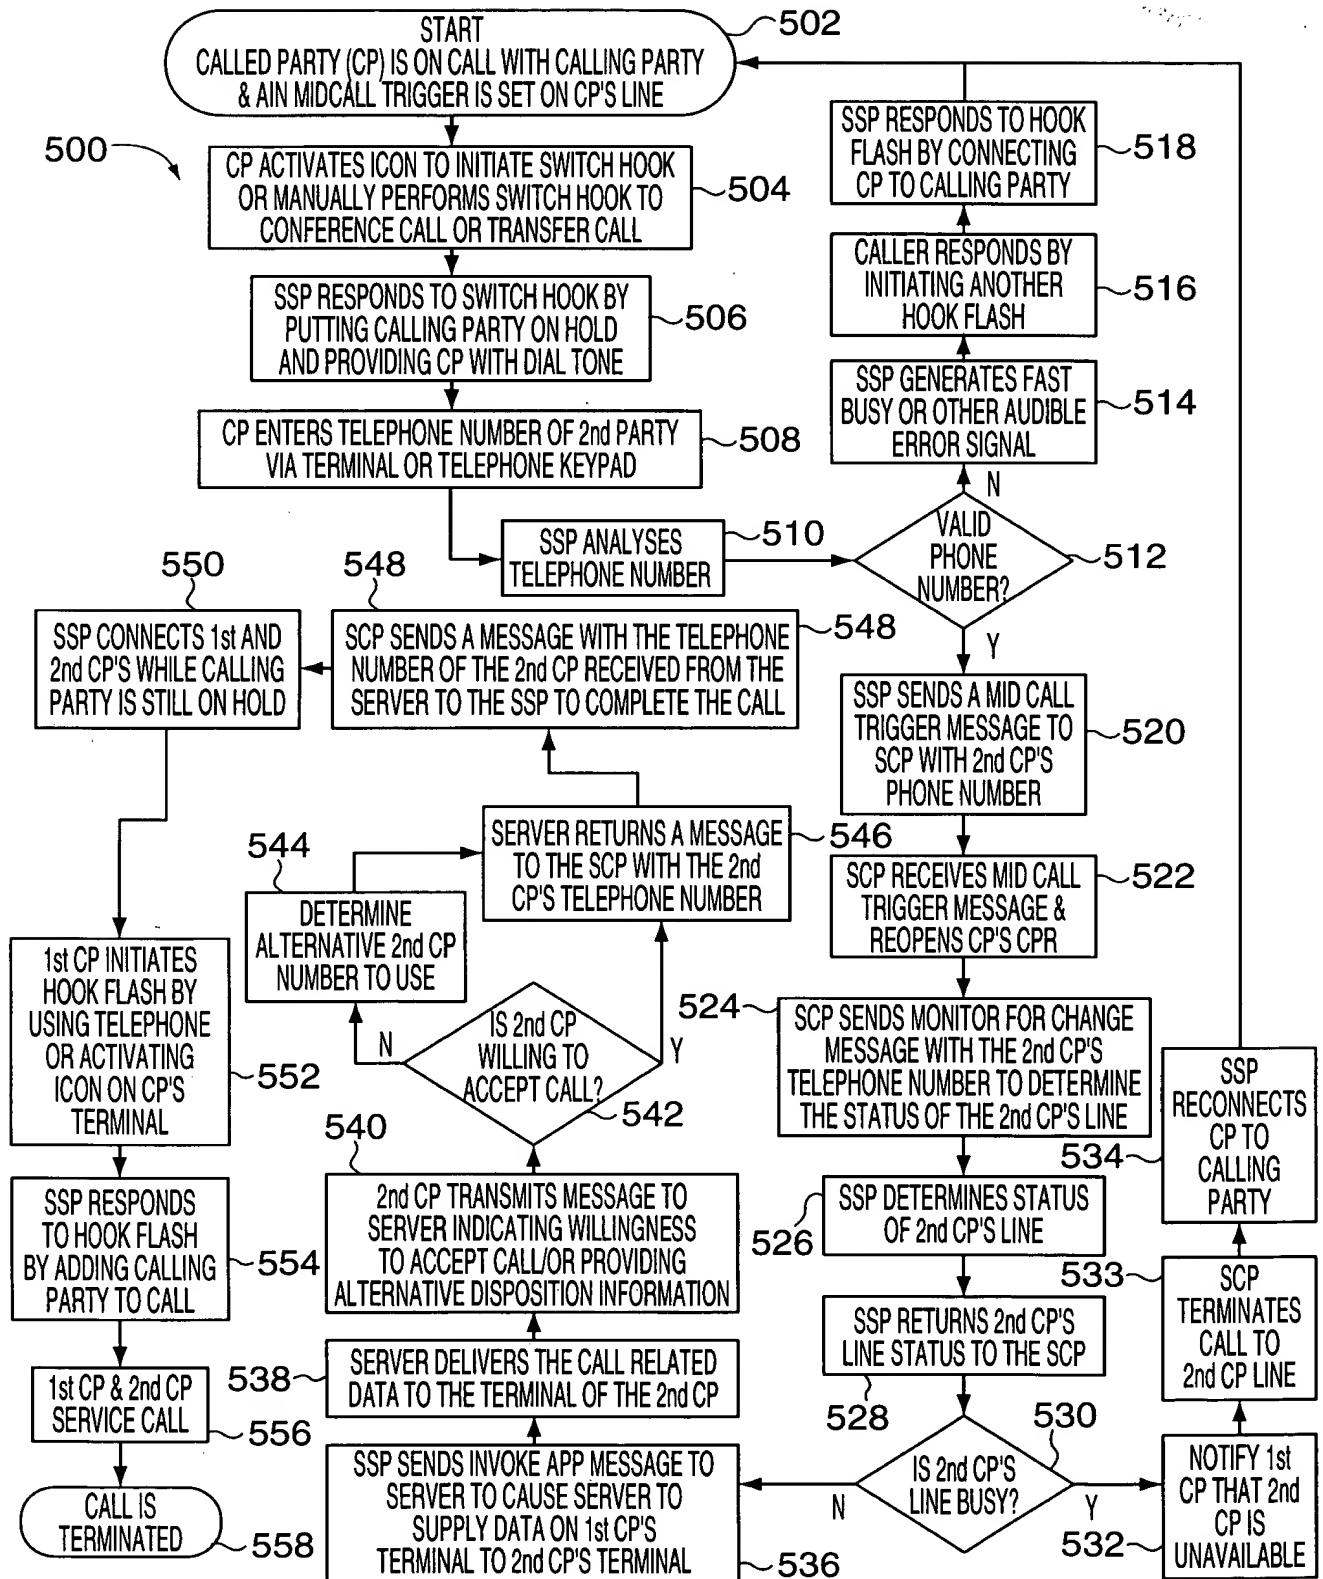 START
CALLED PARTY (CP) IS ON CALL WITH CALLING PARTY
& AIN MIDCALL TRIGGER IS SET ON CP'S LINE
502
500
CP ACTIVATES ICON TO INITIATE SWITCH HOOK
OR MANUALLY PERFORMS SWITCH HOOK TO
CONFERENCE CALL OR TRANSFER CALL
504
SSP RESPONDS TO SWITCH HOOK BY
PUTTING CALLING PARTY ON HOLD
AND PROVIDING CP WITH DIAL TONE
506
CP ENTERS TELEPHONE NUMBER OF 2nd PARTY
VIA TERMINAL OR TELEPHONE KEYPAD
508
SSP ANALYSES
TELEPHONE NUMBER
510
VALID
PHONE
NUMBER?
512
N
Y
SSP GENERATES FAST
BUSY OR OTHER AUDIBLE
ERROR SIGNAL
514
CALLER RESPONDS BY
INITIATING ANOTHER
HOOK FLASH
516
SSP RESPONDS TO HOOK
FLASH BY CONNECTING
CP TO CALLING PARTY
518
SSP SENDS A MID CALL
TRIGGER MESSAGE TO
SCP WITH 2nd CP'S
PHONE NUMBER
520
SCP RECEIVES MID CALL
TRIGGER MESSAGE &
REOPENS CP'S CPR
522
524
SCP SENDS MONITOR FOR CHANGE
MESSAGE WITH THE 2nd CP'S
TELEPHONE NUMBER TO DETERMINE
THE STATUS OF THE 2nd CP'S LINE
SSP DETERMINES STATUS
OF 2nd CP'S LINE
526
SSP RETURNS 2nd CP'S
LINE STATUS TO THE SCP
528
IS 2nd CP'S
LINE BUSY?
530
N
Y
NOTIFY 1st
CP THAT 2nd
CP IS
UNAVAILABLE
532
533
SCP
TERMINATES
CALL TO
2nd CP LINE
534
SSP
RECONNECTS
CP TO
CALLING
PARTY
SSP SENDS INVOKE APP MESSAGE TO
SERVER TO CAUSE SERVER TO
SUPPLY DATA ON 1st CP'S
TERMINAL TO 2nd CP'S TERMINAL
536
538
SERVER DELIVERS THE CALL RELATED
DATA TO THE TERMINAL OF THE 2nd CP
540
2nd CP TRANSMITS MESSAGE TO
SERVER INDICATING WILLINGNESS
TO ACCEPT CALL/OR PROVIDING
ALTERNATIVE DISPOSITION INFORMATION
IS 2nd CP
WILLING TO
ACCEPT CALL?
542
N
Y
544
DETERMINE
ALTERNATIVE 2nd CP
NUMBER TO USE
SERVER RETURNS A MESSAGE
TO THE SCP WITH THE 2nd
CP'S TELEPHONE NUMBER
546
548
SCP SENDS A MESSAGE WITH THE TELEPHONE
NUMBER OF THE 2nd CP RECEIVED FROM THE
SERVER TO THE SSP TO COMPLETE THE CALL
548
550
SSP CONNECTS 1st AND
2nd CP'S WHILE CALLING
PARTY IS STILL ON HOLD
1st CP INITIATES
HOOK FLASH BY
USING TELEPHONE
OR ACTIVATING
ICON ON CP'S
TERMINAL
552
SSP RESPONDS
TO HOOK FLASH
BY ADDING CALLING
PARTY TO CALL
554
1st CP & 2nd CP
SERVICE CALL
556
CALL IS
TERMINATED
558